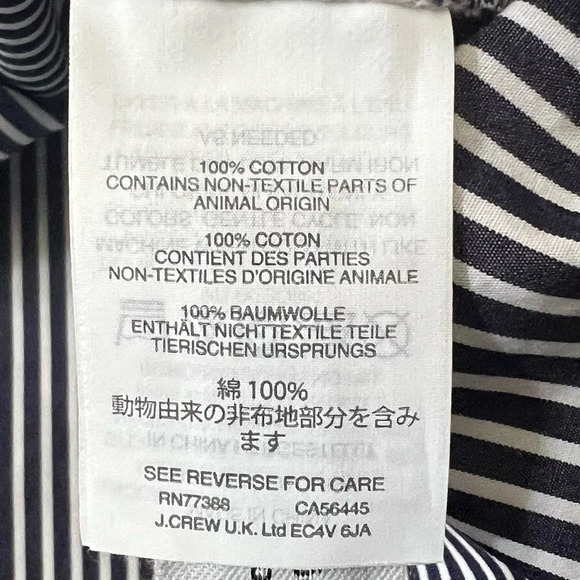 100% COTTON
CONTAINS NON-TEXTILE PARTS OF
ANIMAL ORIGIN
100% COTON
CONTIENT DES PARTIES
NON-TEXTILES D'ORIGINE ANIMALE
100% BAUMWOLLE
ENTHÄLT NICHTTEXTILE TEILE
TIERISCHEN URSPRUNGS
綿 100%
動物由来の非布地部分を含み
ます
SEE REVERSE FOR CARE
RN77388 CA56445
J.CREW U.K. Ltd EC4V 6JA